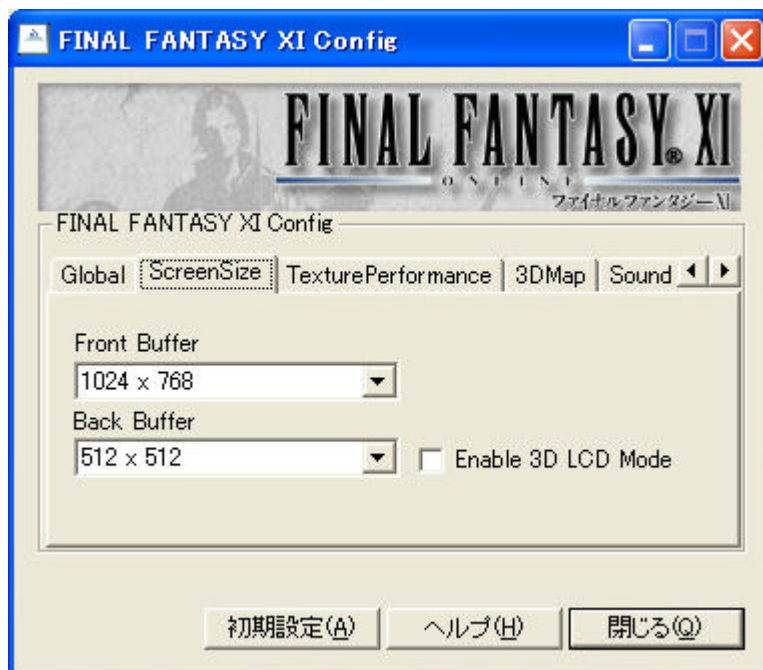 FINAL FANTASY XI Config
FINAL FANTASY® XI
ONLINE
ファイナルファンタジーXI
FINAL FANTASY XI Config
Global ScreenSize TexturePerformance 3DMap Sound
Front Buffer
1024 x 768
Back Buffer
512 x 512 Enable 3D LCD Mode
初期設定(A) ヘルプ(H) 閉じる(Q)